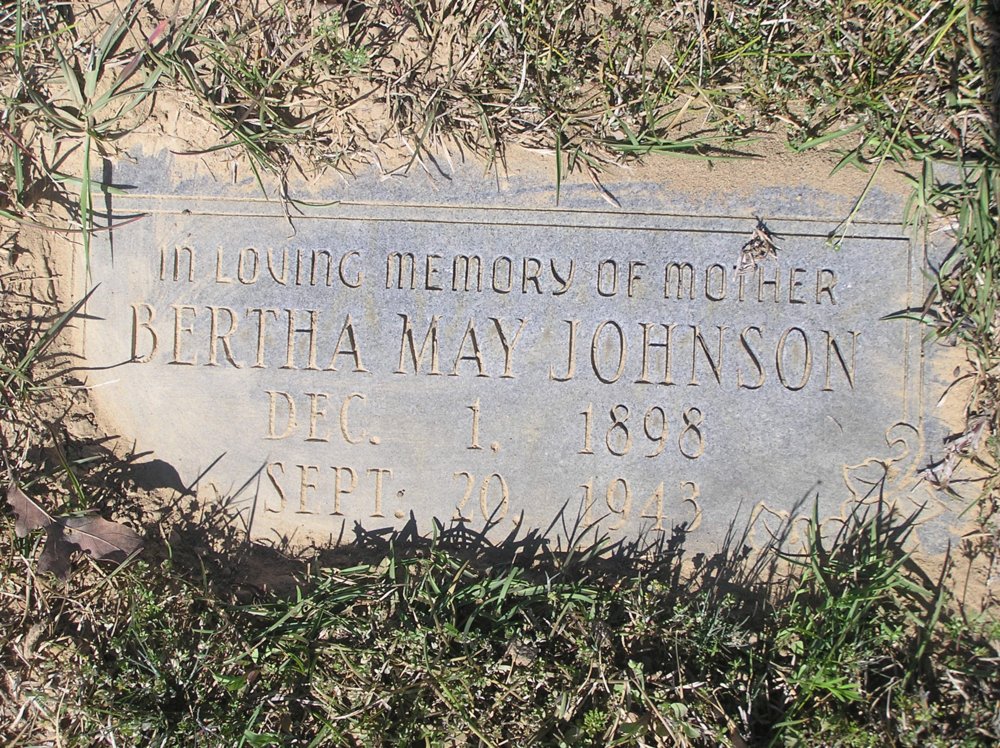 In Loving Memory of Mother
BERTHA MAY JOHNSON
DEC. 1. 1898
SEPT. 20. 1943